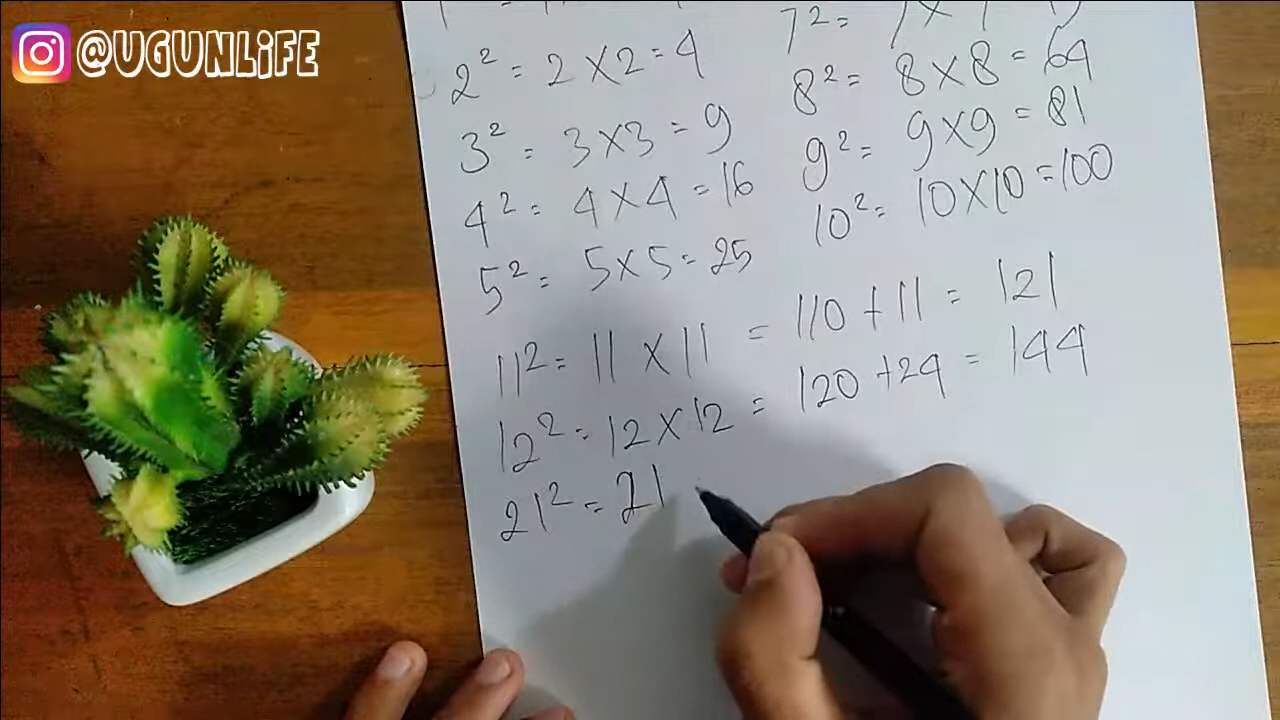 @UGUNLiFE
2² = 2 X 2 = 4
3² = 3 X 3 = 9
4² = 4 X 4 = 16
5² = 5 X 5 = 25
7² =
8² = 8 X 8 = 64
9² = 9 X 9 = 81
10² = 10 X 10 = 100
11² = 11 X 11 = 110 + 11 = 121
12² = 12 X 12 = 120 + 24 = 144
21² = 21